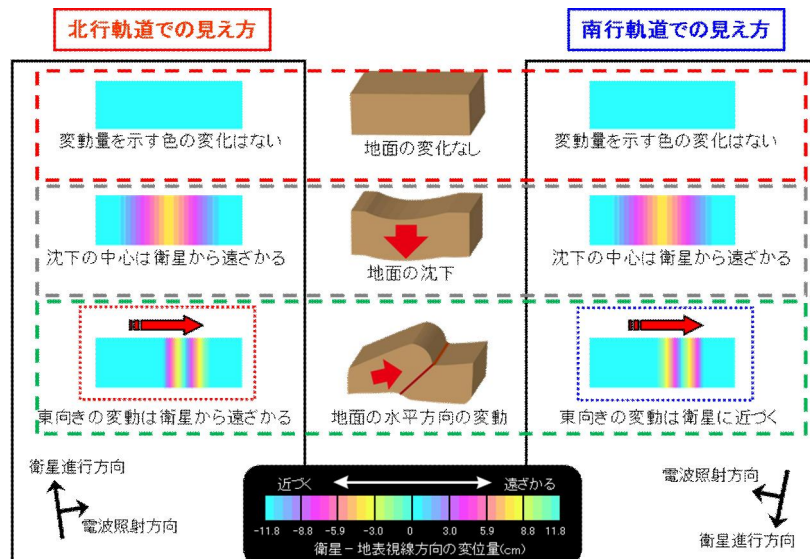 北行軌道での見え方
南行軌道での見え方
変動量を示す色の変化はない
地面の変化なし
変動量を示す色の変化はない
沈下の中心は衛星から遠ざかる
地面の沈下
沈下の中心は衛星から遠ざかる
東向きの変動は衛星から遠ざかる
地面の水平方向の変動
東向きの変動は衛星に近づく
衛星進行方向
電波照射方向
近づく
遠ざかる
-11.8 -8.8 -5.9 -3.0 0 3.0 5.9 8.8 11.8
衛星-地表視線方向の変位量(cm)
電波照射方向
衛星進行方向